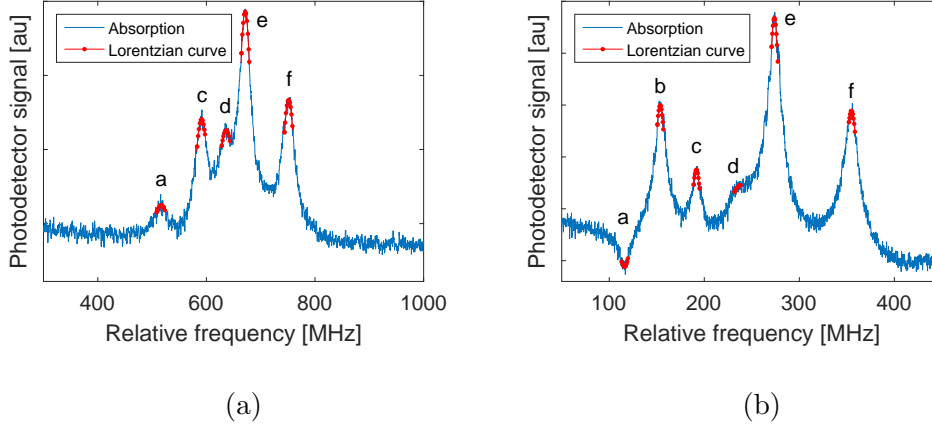 Photodetector signal [au]
Absorption
Lorentzian curve
a
c
d
e
f
400
600
800
1000
Relative frequency [MHz]
(a)
Photodetector signal [au]
Absorption
Lorentzian curve
a
b
c
d
e
f
100
200
300
400
Relative frequency [MHz]
(b)